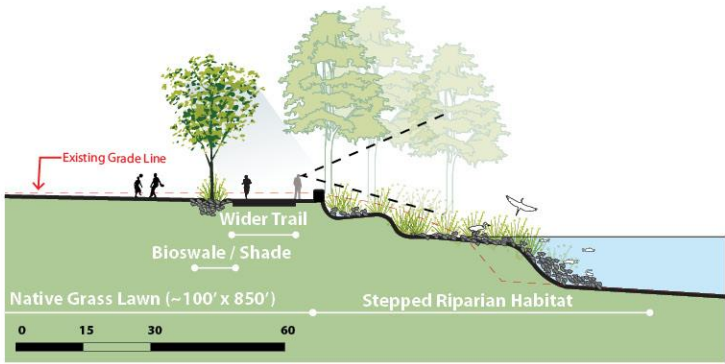 Existing Grade Line
Wider Trail
Bioswale / Shade
Native Grass Lawn (~100' x 850')
Stepped Riparian Habitat
0 15 30 60